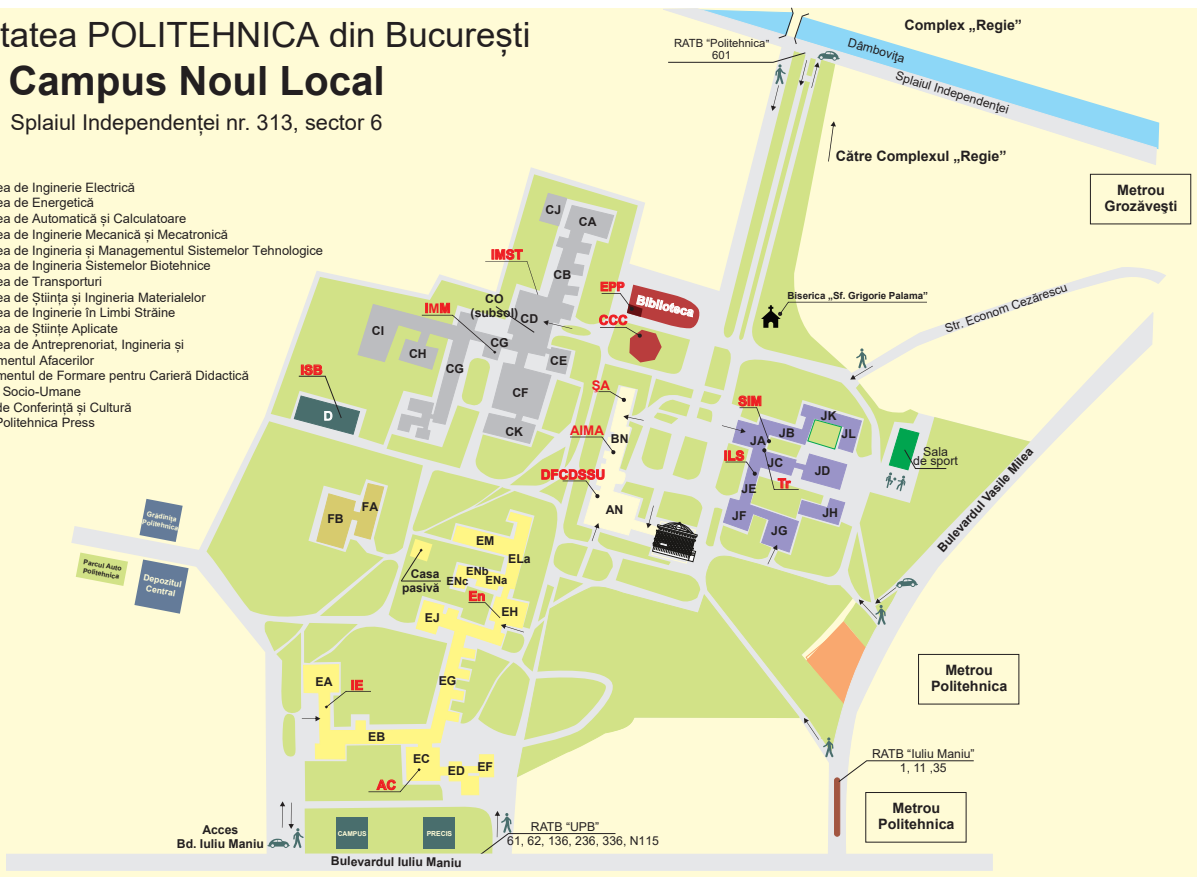 tatea POLITEHNICA din București
Campus Noul Local
Splaiul Independenței nr. 313, sector 6
ea de Inginerie Electrică
ea de Energetică
ea de Automatică și Calculatoare
ea de Inginerie Mecanică și Mecatronică
ea de Ingineria și Managementul Sistemelor Tehnologice
ea de Ingineria Sistemelor Biotehnice
ea de Transporturi
ea de Știința și Ingineria Materialelor
ea de Inginerie în Limbi Străine
ea de Științe Aplicate
ea de Antreprenoriat, Ingineria și
mentul Afacerilor
mentul de Formare pentru Carieră Didactică
Socio-Umane
de Conferință și Cultură
Politehnica Press
Complex „Regie”
RATB “Politehnica”
601
Dâmbovița
Splaiul Independenței
Către Complexul „Regie”
Metrou
Grozăvești
Biserica „Sf. Grigorie Palama”
Str. Econom Cezărescu
CJ
CA
IMST
CB
EPP
Biblioteca
CO
(subsol)
IMM
CD
CCC
CI
CG
CH
CE
CG
ISB
CF
D
CK
ȘA
AIMA
BN
DFCDSSU
AN
SIM
JK
JB
JL
JA
ILS
JC
JD
Tr
JE
JF
JH
JG
Sala
de sport
Bulevardul Vasile Milea
FA
FB
Grădinița
Politehnica
Parcul Auto
Politehnica
Depozitul
Central
EM
ELa
Casa
pasivă
ENb
ENc
ENa
En
EH
EJ
EA
IE
EG
EB
EC
ED
EF
AC
Metrou
Politehnica
RATB “Iuliu Maniu”
1, 11 ,35
Metrou
Politehnica
Acces
Bd. Iuliu Maniu
CAMPUS
PRECIS
RATB "UPB"
61, 62, 136, 236, 336, N115
Bulevardul Iuliu Maniu